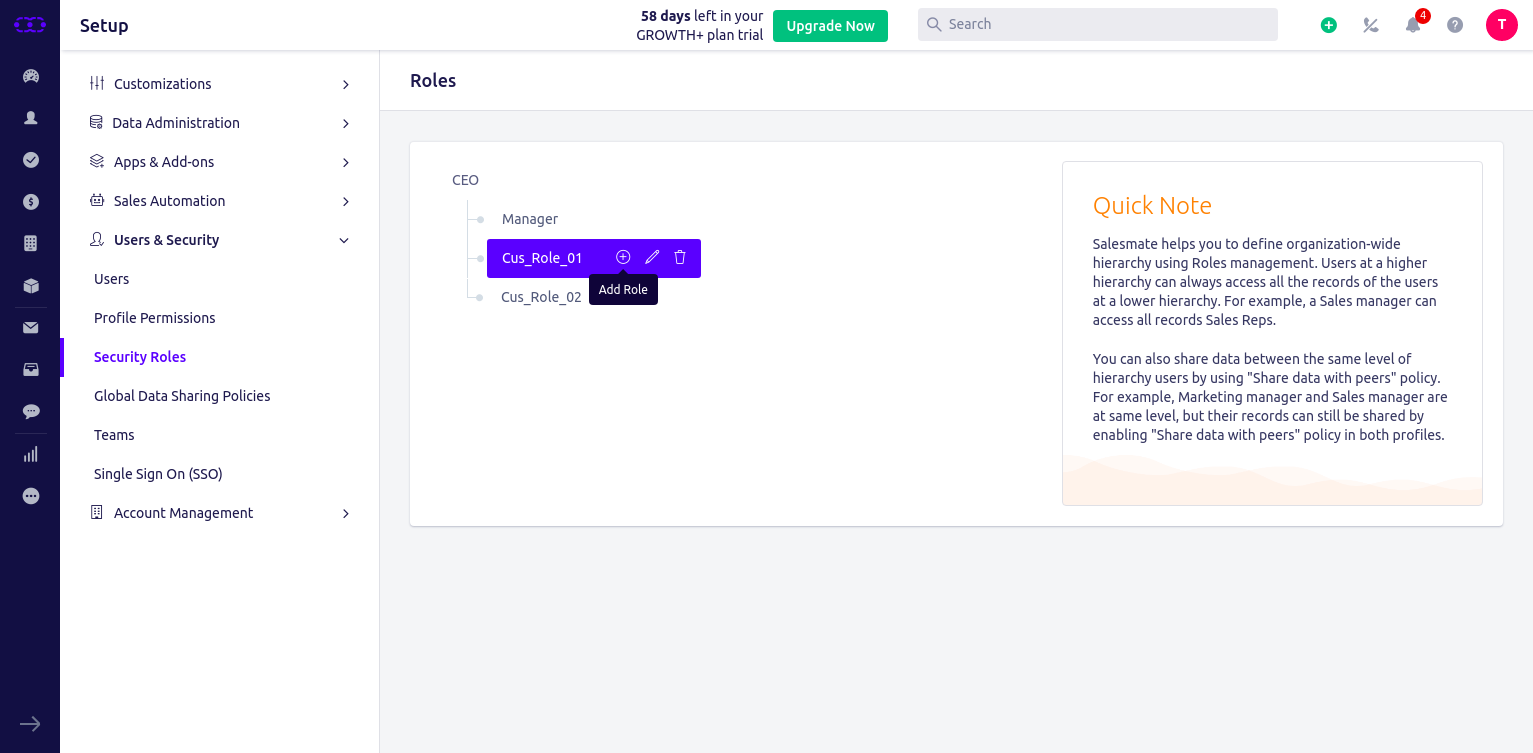 Setup
58 days left in your
GROWTH+ plan trial
Upgrade Now
Search
4
T
Customizations
Data Administration
Apps & Add-ons
Sales Automation
Users & Security
Users
Profile Permissions
Security Roles
Global Data Sharing Policies
Teams
Single Sign On (SSO)
Account Management
Roles
CEO
Manager
Cus_Role_01
Add Role
Cus_Role_02
Quick Note
Salesmate helps you to define organization-wide
hierarchy using Roles management. Users at a higher
hierarchy can always access all the records of the users
at a lower hierarchy. For example, a Sales manager can
access all records Sales Reps.
You can also share data between the same level of
hierarchy users by using "Share data with peers" policy.
For example, Marketing manager and Sales manager are
at same level, but their records can still be shared by
enabling "Share data with peers" policy in both profiles.